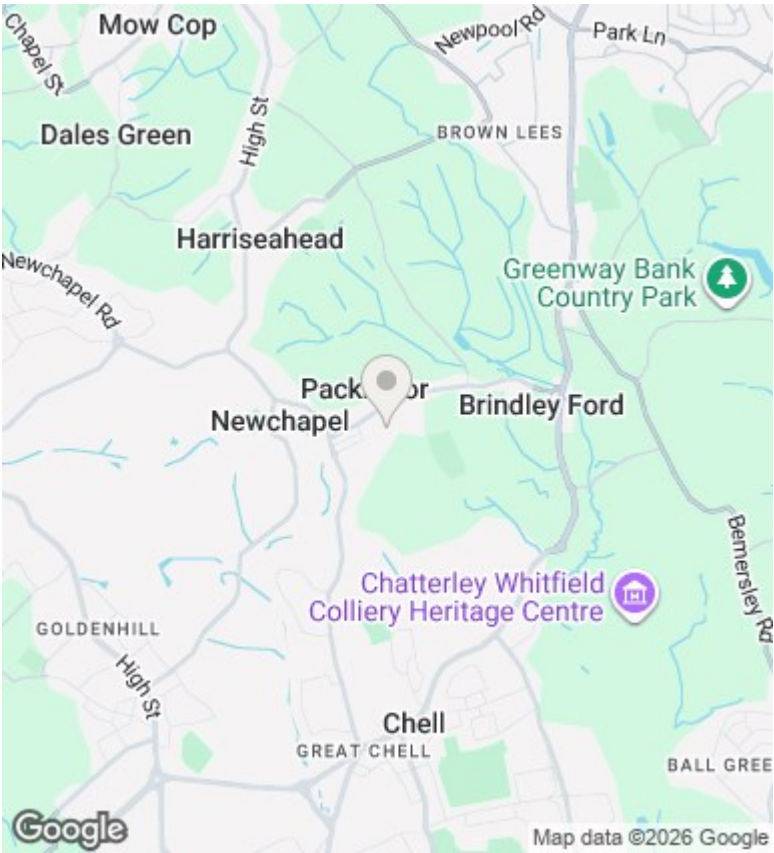 Mow Cop
Chapel St
Dales Green
High St
Newpool Rd
Park Ln
BROWN LEES
Harriseahead
Newchapel Rd
Greenway Bank
Country Park
Newchapel
Brindley Ford
Chatterley Whitfield
Colliery Heritage Centre
Bemersley Rd
GOLDENHILL
High St
Chell
GREAT CHELL
BALL GREE
Google
Map data ©2026 Google